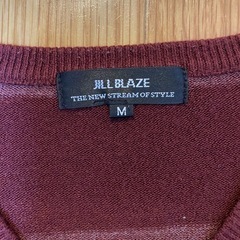 JILL BLAZE
THE NEW STREAM OF STYLE
M